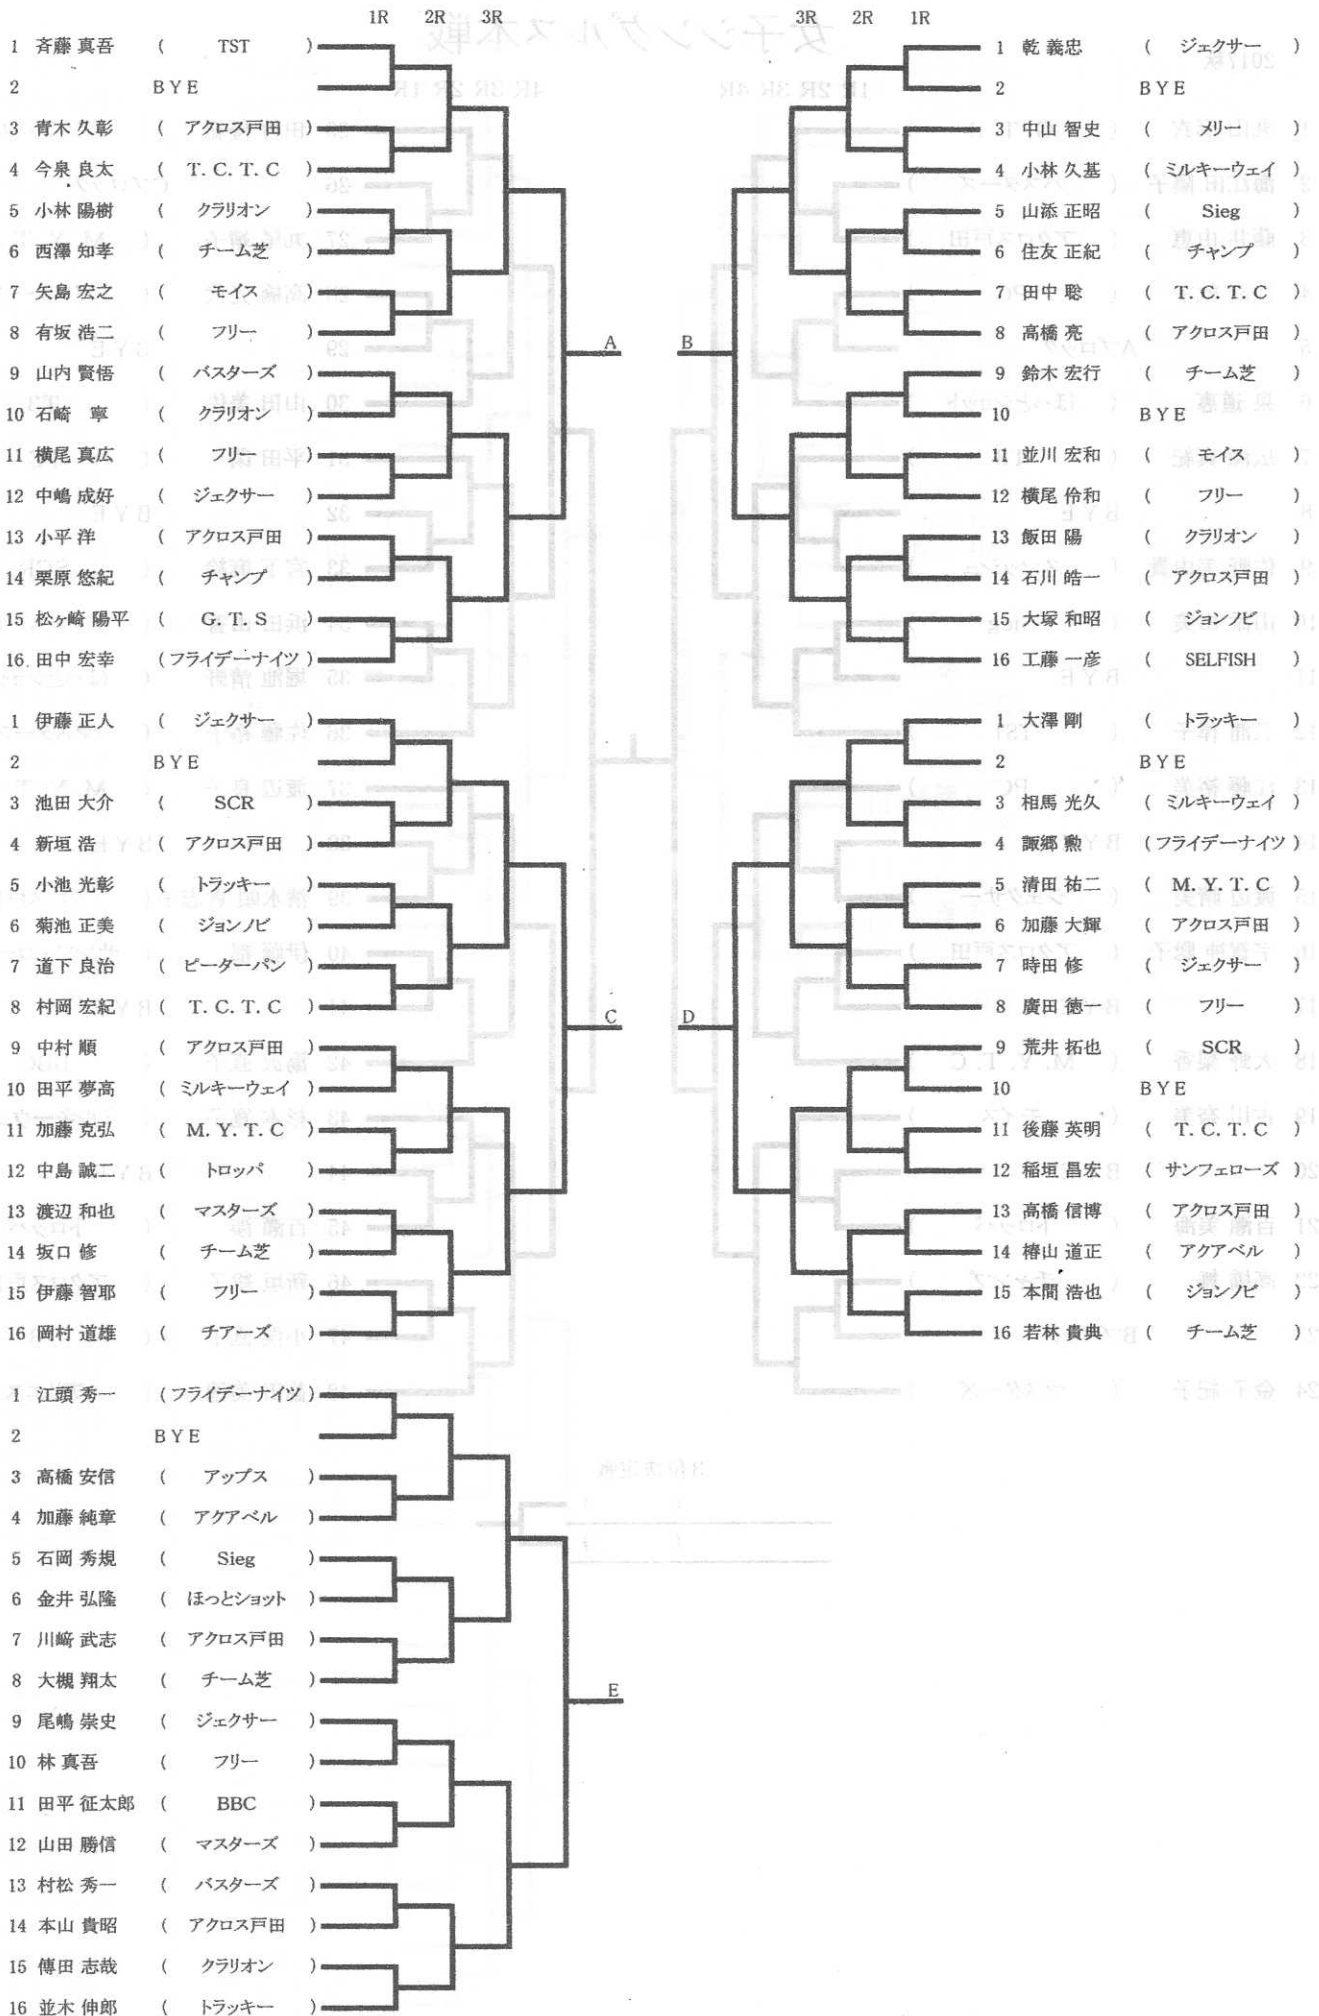 1R 2R 3R
1 斉藤 真吾 ( TST )
2 BYE
3 青木 久彰 ( アクロス戸田 )
4 今泉 良太 ( T.C.T.C )
5 小林 陽樹 ( クラリオン )
6 西澤 知孝 ( チーム芝 )
7 矢島 宏之 ( モイス )
8 有坂 浩二 ( フリー )
9 山内 賢悟 ( バスターズ )
10 石崎 寧 ( クラリオン )
11 横尾 真広 ( フリー )
12 中嶋 成好 ( ジェクサー )
13 小平 洋 ( アクロス戸田 )
14 栗原 悠紀 ( チャンプ )
15 松ヶ崎 陽平 ( G.T.S )
16 田中 宏幸 (フライデーナイツ)
A
1 伊藤 正人 ( ジェクサー )
2 BYE
3 池田 大介 ( SCR )
4 新垣 浩 ( アクロス戸田 )
5 小池 光彰 ( トラッキー )
6 菊池 正美 ( ジョンノビ )
7 道下 良治 ( ピーターパン )
8 村岡 宏紀 ( T.C.T.C )
9 中村 順 ( アクロス戸田 )
10 田平 夢高 ( ミルキーウェイ )
11 加藤 克弘 ( M.Y.T.C )
12 中島 誠二 ( トロッパ )
13 渡辺 和也 ( マスターズ )
14 坂口 修 ( チーム芝 )
15 伊藤 智耶 ( フリー )
16 岡村 道雄 ( チアーズ )
C
1 江頭 秀一 (フライデーナイツ)
2 BYE
3 高橋 安信 ( アップス )
4 加藤 純章 ( アクアベル )
5 石岡 秀規 ( Sieg )
6 金井 弘隆 ( ほっとショット )
7 川﨑 武志 ( アクロス戸田 )
8 大槻 翔太 ( チーム芝 )
9 尾嶋 崇史 ( ジェクサー )
10 林 真吾 ( フリー )
11 田平 征太郎 ( BBC )
12 山田 勝信 ( マスターズ )
13 村松 秀一 ( バスターズ )
14 本山 貴昭 ( アクロス戸田 )
15 傳田 志哉 ( クラリオン )
16 並木 伸郎 ( トラッキー )
E
3R 2R 1R
1 乾 義忠 ( ジェクサー )
2 BYE
3 中山 智史 ( メリー )
4 小林 久基 ( ミルキーウェイ )
5 山添 正昭 ( Sieg )
6 住友 正紀 ( チャンプ )
7 田中 聡 ( T.C.T.C )
8 高橋 亮 ( アクロス戸田 )
9 鈴木 宏行 ( チーム芝 )
10 BYE
11 並川 宏和 ( モイス )
12 横尾 伶和 ( フリー )
13 飯田 陽 ( クラリオン )
14 石川 皓一 ( アクロス戸田 )
15 大塚 和昭 ( ジョンノビ )
16 工藤 一彦 ( SELFISH )
B
1 大澤 剛 ( トラッキー )
2 BYE
3 相馬 光久 ( ミルキーウェイ )
4 諏郷 勲 (フライデーナイツ)
5 清田 祐二 ( M.Y.T.C )
6 加藤 大輝 ( アクロス戸田 )
7 時田 修 ( ジェクサー )
8 廣田 徳一 ( フリー )
9 荒井 拓也 ( SCR )
10 BYE
11 後藤 英明 ( T.C.T.C )
12 稲垣 昌宏 ( サンフェローズ )
13 高橋 信博 ( アクロス戸田 )
14 椿山 道正 ( アクアベル )
15 本間 浩也 ( ジョンノビ )
16 若林 貴典 ( チーム芝 )
D